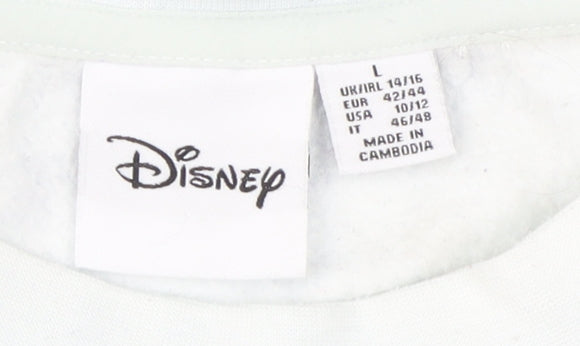 Disney
L
UK/IRL 14/16
EUR 42/44
USA 10/12
IT 46/48
MADE IN
CAMBODIA